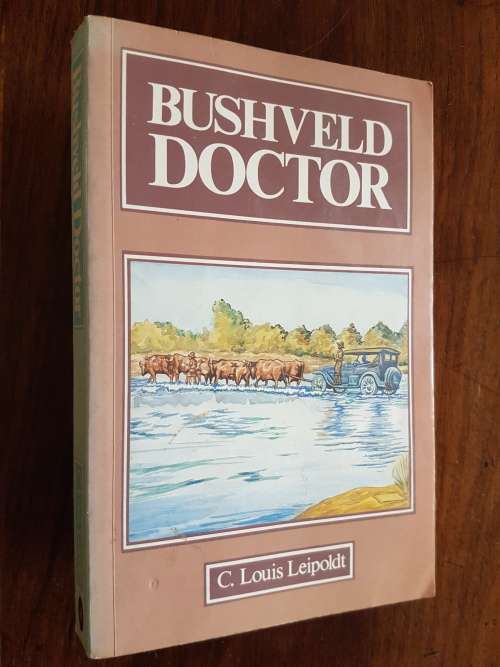 BUSHVELD
DOCTOR
C. Louis Leipoldt
Bushveld Doctor